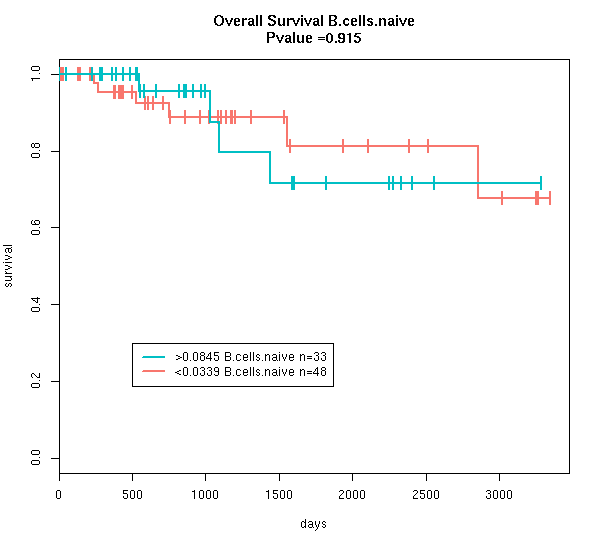 Overall Survival B.cells.naive
Pvalue =0.915
1.0
0.8
0.6
0.4
0.2
0.0
survival
>0.0845 B.cells.naive n=33
<0.0339 B.cells.naive n=48
0 500 1000 1500 2000 2500 3000
days